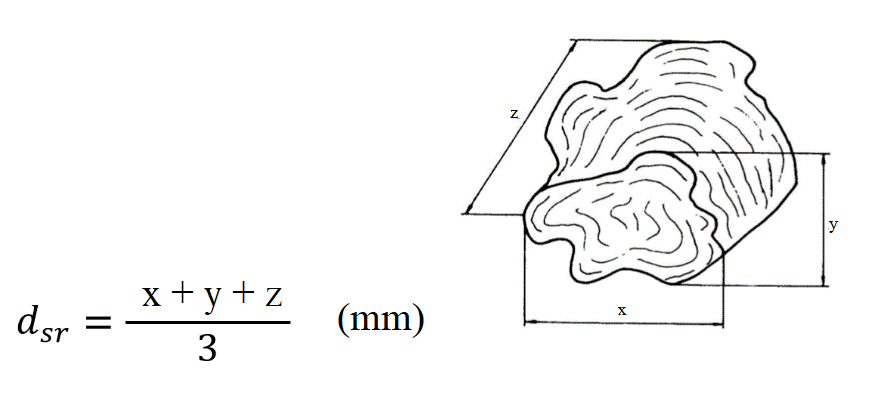 d_sr = (x + y + z) / 3 (mm)
z
y
x